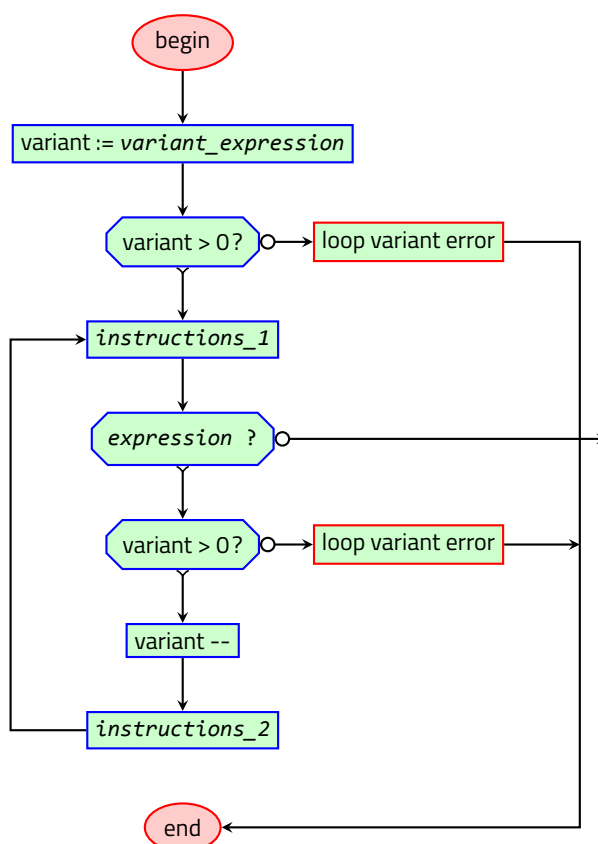 begin
variant := variant_expression
variant > 0?
loop variant error
instructions_1
expression ?
variant > 0?
loop variant error
variant --
instructions_2
end